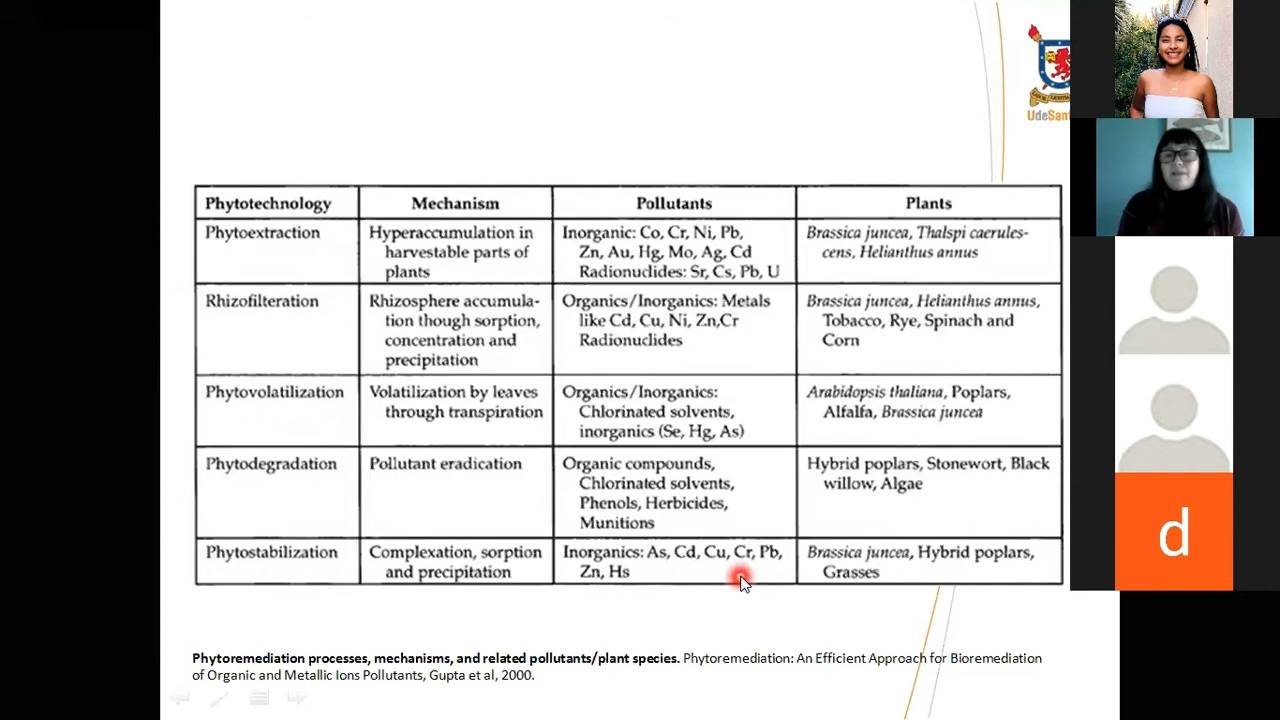 UdeSan
Phytotechnology Mechanism Pollutants Plants
Phytoextraction
Hyperaccumulation in
harvestable parts of
plants
Inorganic: Co, Cr, Ni, Pb,
Zn, Au, Hg, Mo, Ag, Cd
Radionuclides: Sr, Cs, Pb, U
Brassica juncea, Thalspi caerules-
cens, Helianthus annus
Rhizofilteration
Rhizosphere accumula-
tion though sorption,
concentration and
precipitation
Organics/Inorganics: Metals
like Cd, Cu, Ni, Zn,Cr
Radionuclides
Brassica juncea, Helianthus annus,
Tobacco, Rye, Spinach and
Corn
Phytovolatilization
Volatilization by leaves
through transpiration
Organics/Inorganics:
Chlorinated solvents,
inorganics (Se, Hg, As)
Arabidopsis thaliana, Poplars,
Alfalfa, Brassica juncea
Phytodegradation
Pollutant eradication
Organic compounds,
Chlorinated solvents,
Phenols, Herbicides,
Munitions
Hybrid poplars, Stonewort, Black
willow, Algae
Phytostabilization
Complexation, sorption
and precipitation
Inorganics: As, Cd, Cu, Cr, Pb,
Zn, Hs
Brassica juncea, Hybrid poplars,
Grasses
Phytoremediation processes, mechanisms, and related pollutants/plant species. Phytoremediation: An Efficient Approach for Bioremediation
of Organic and Metallic Ions Pollutants, Gupta et al, 2000.
d